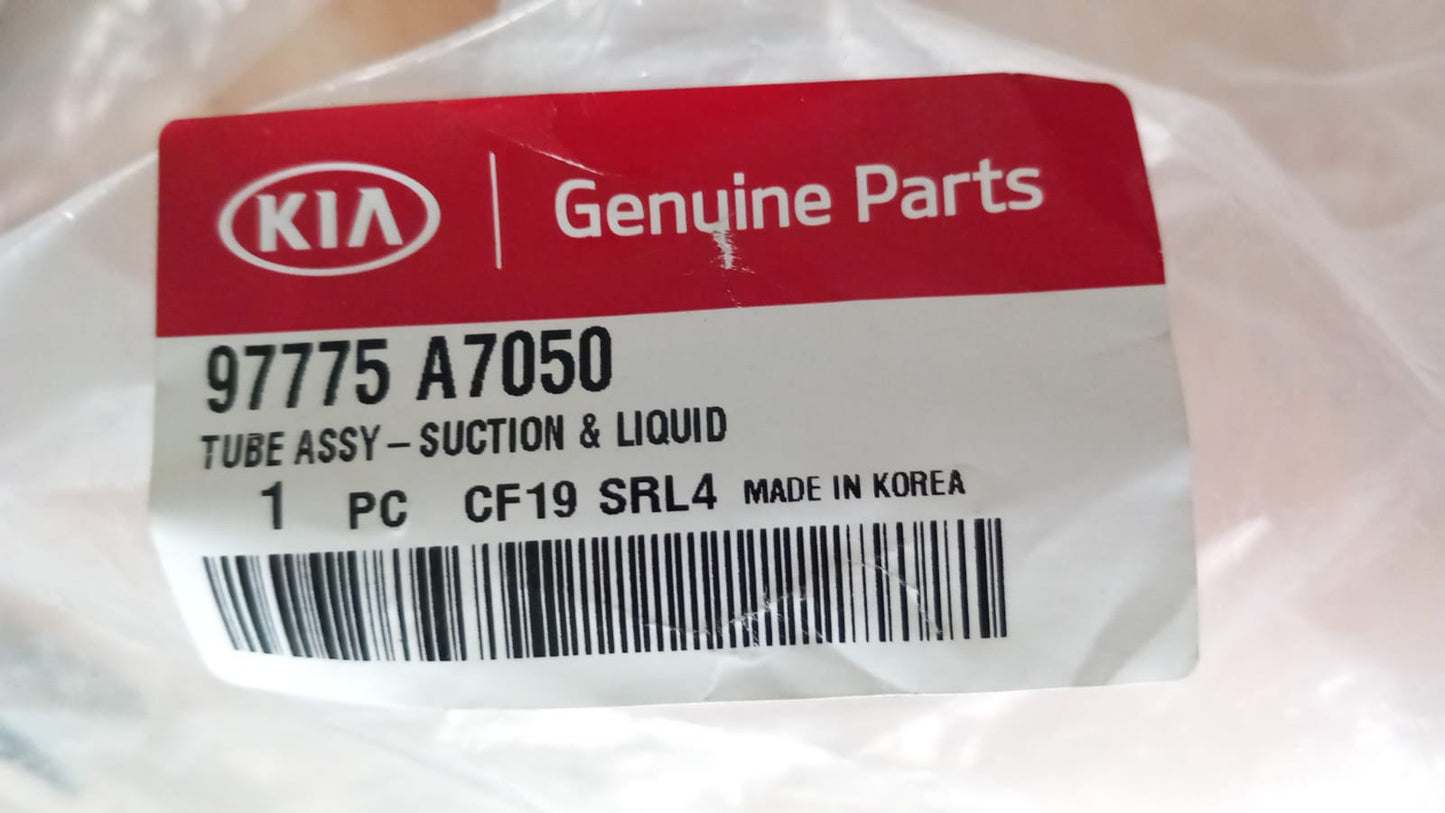 KIA Genuine Parts
97775 A7050
TUBE ASSY - SUCTION & LIQUID
1 PC CF19 SRL4 MADE IN KOREA